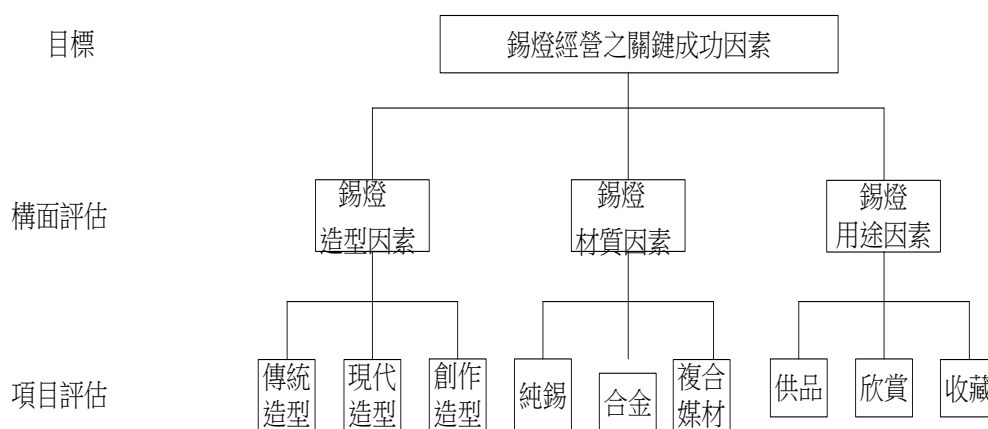 目標
錫燈經營之關鍵成功因素
構面評估
錫燈
造型因素
錫燈
材質因素
錫燈
用途因素
項目評估
傳統
造型
現代
造型
創作
造型
純錫
合金
複合
媒材
供品
欣賞
收藏